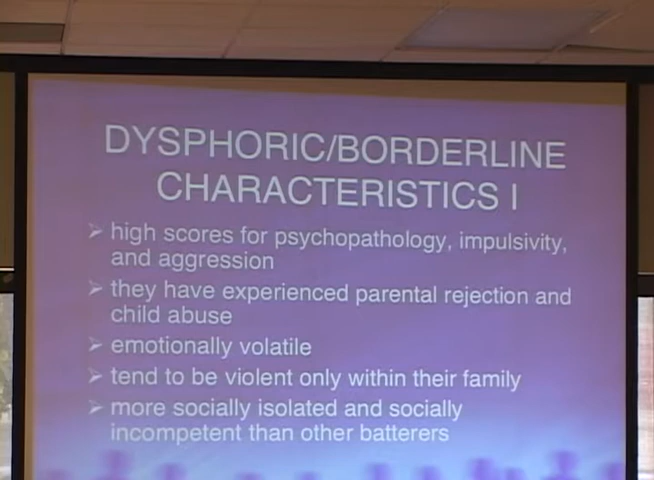 DYSPHORIC/BORDERLINE
CHARACTERISTICS I
high scores for psychopathology, impulsivity,
and aggression
they have experienced parental rejection and
child abuse
emotionally volatile
tend to be violent only within their family
more socially isolated and socially
incompetent than other batterers